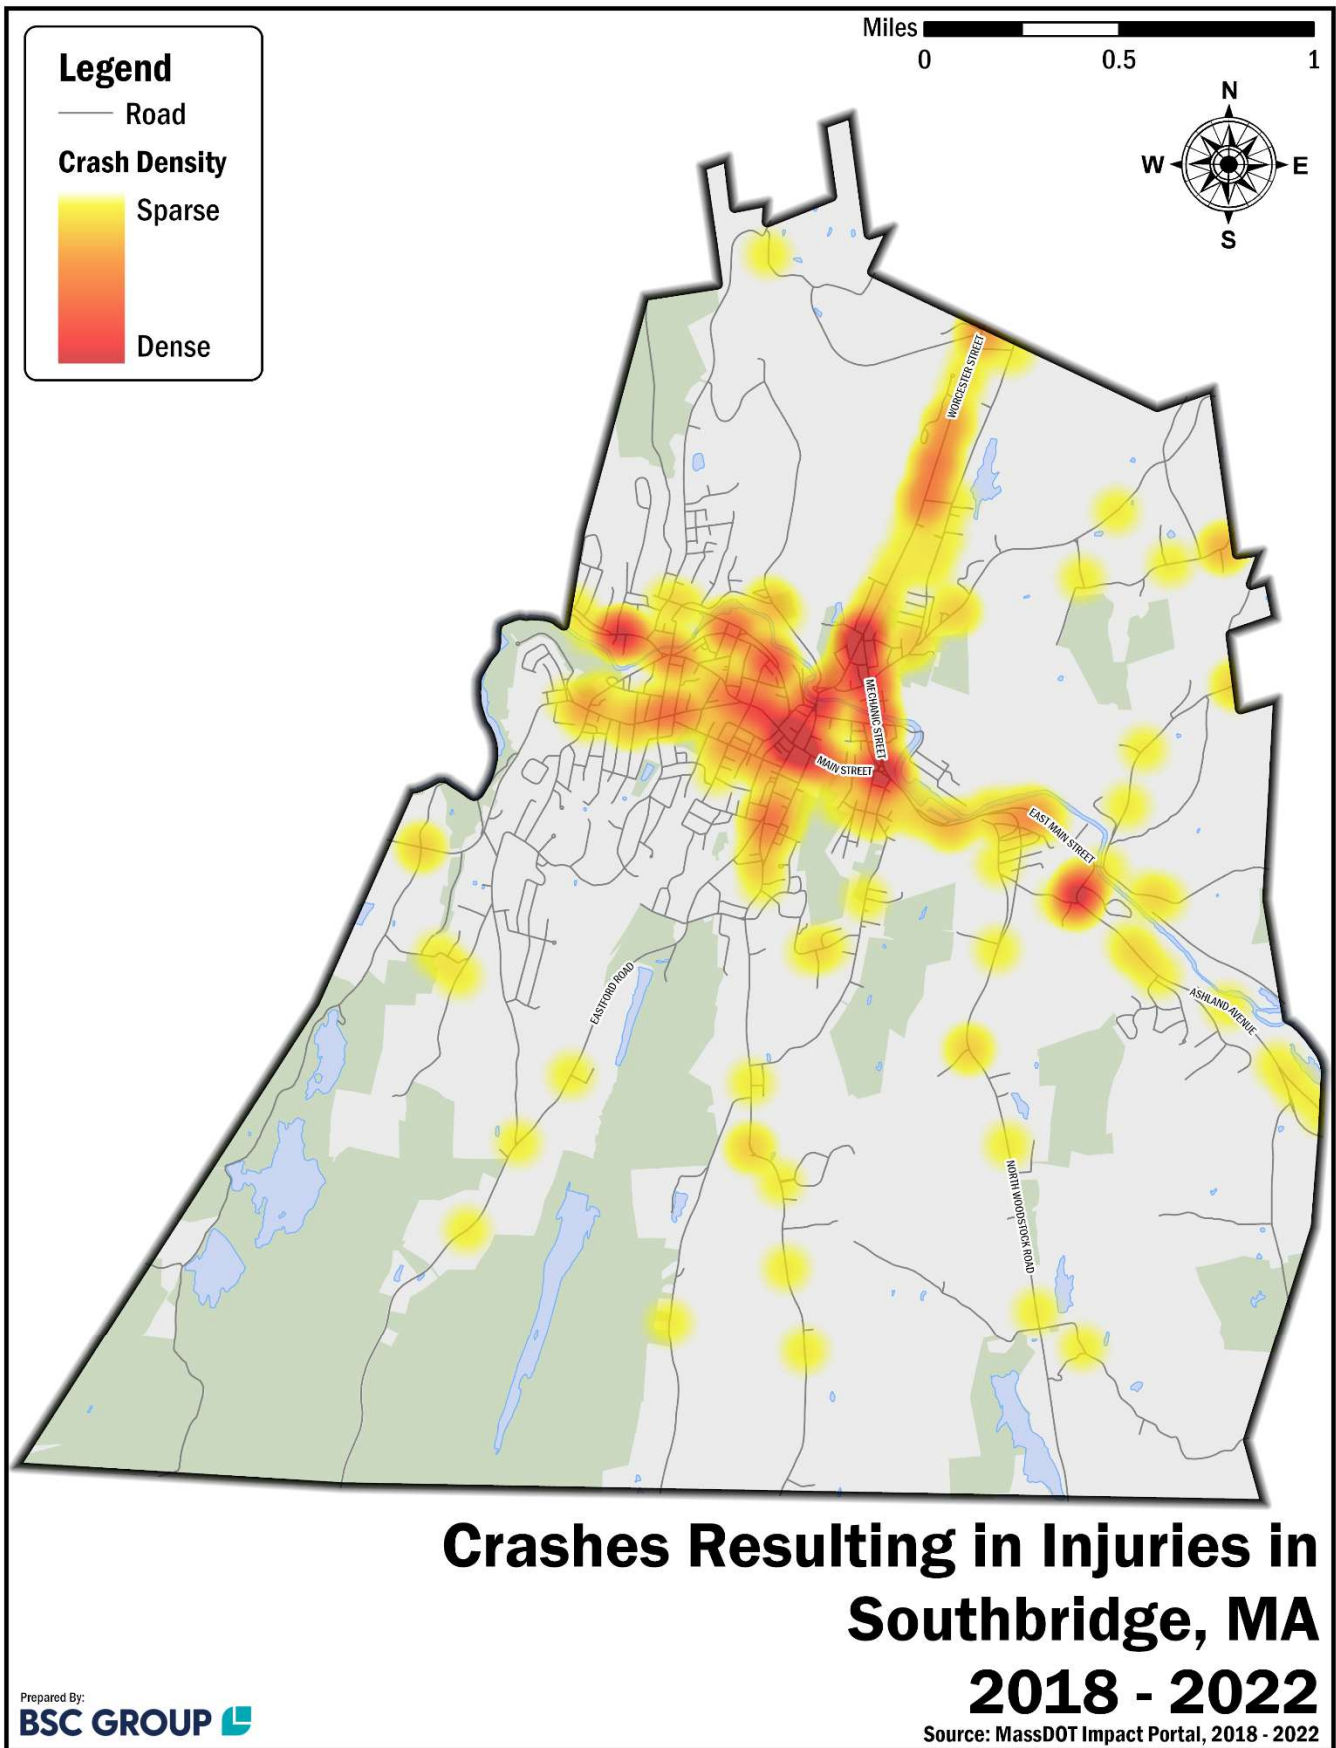 Legend
Road
Crash Density
Sparse
Dense
Miles
0 0.5 1
N
W E
S
WORCESTER STREET
MECHANIC STREET
MAIN STREET
EAST MAIN STREET
EASTFORD ROAD
ASHLAND AVENUE
NORTH WOODSTOCK ROAD
Crashes Resulting in Injuries in
Southbridge, MA
2018 - 2022
Source: MassDOT Impact Portal, 2018 - 2022
Prepared By:
BSC GROUP